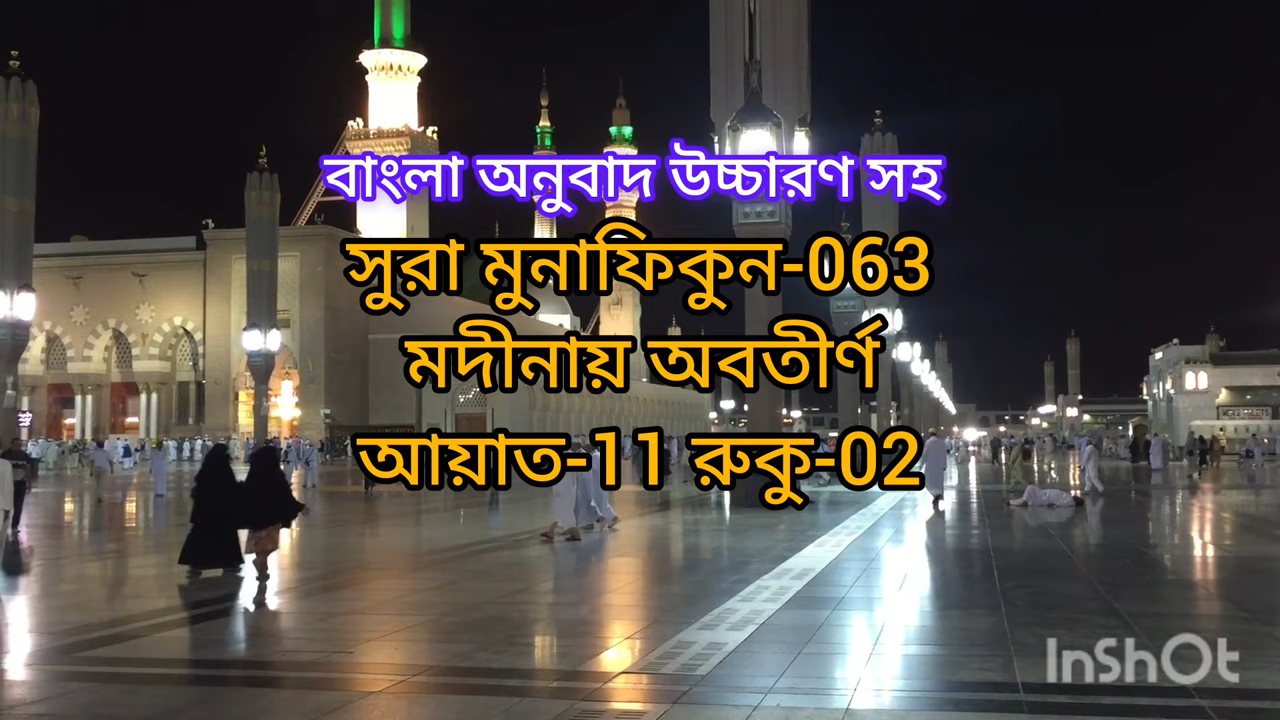 বাংলা অনুবাদ উচ্চারণ সহ
সুরা মুনাফিকুন-063
মদীনায় অবতীর্ণ
আয়াত-11 রুকু-02
InShOt